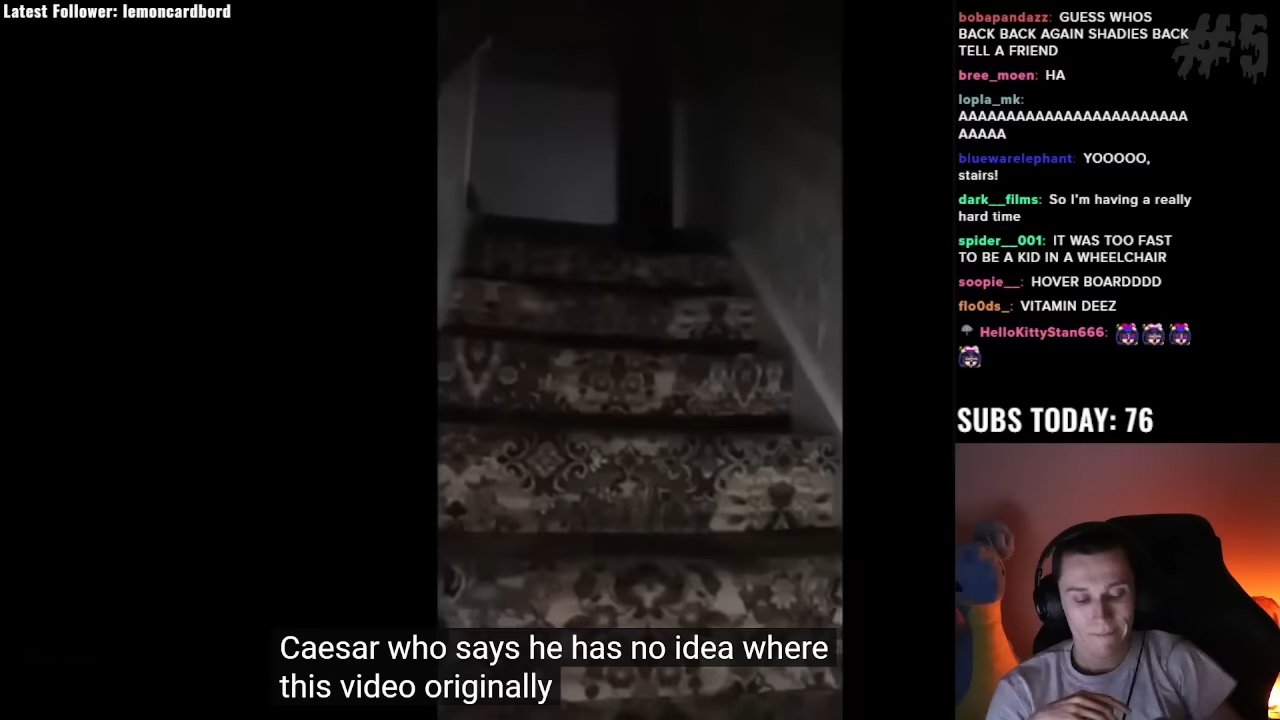 Latest Follower: lemoncardbord
#5
bobapandazz: GUESS WHOS
BACK BACK AGAIN SHADIES BACK
TELL A FRIEND
bree_moen: HA
lopla_mk:
AAAAAAAAAAAAAAAAAAAAAAAA
AAAAA
bluewarelephant: YOOOOO,
stairs!
dark__films: So I'm having a really
hard time
spider__001: IT WAS TOO FAST
TO BE A KID IN A WHEELCHAIR
soopie__: HOVER BOARDDDD
flo0ds_: VITAMIN DEEZ
HelloKittyStan666:
SUBS TODAY: 76
Caesar who says he has no idea where
this video originally